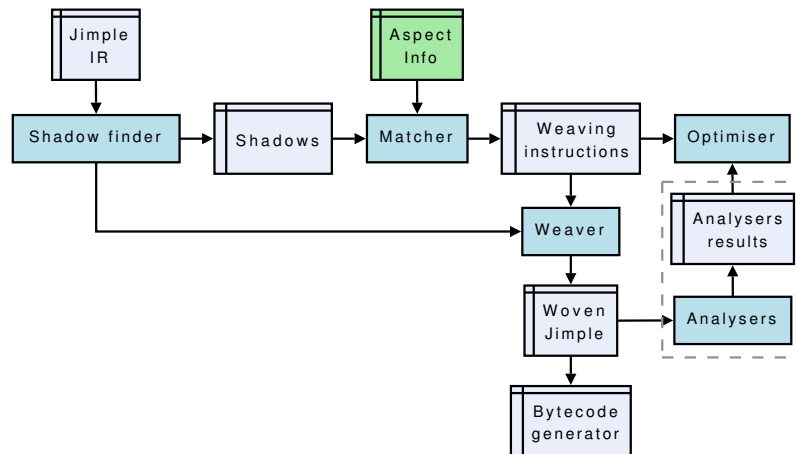 Jimple
IR
Aspect
Info
Shadow finder
Shadows
Matcher
Weaving
instructions
Optimiser
Weaver
Analysers
results
Woven
Jimple
Analysers
Bytecode
generator